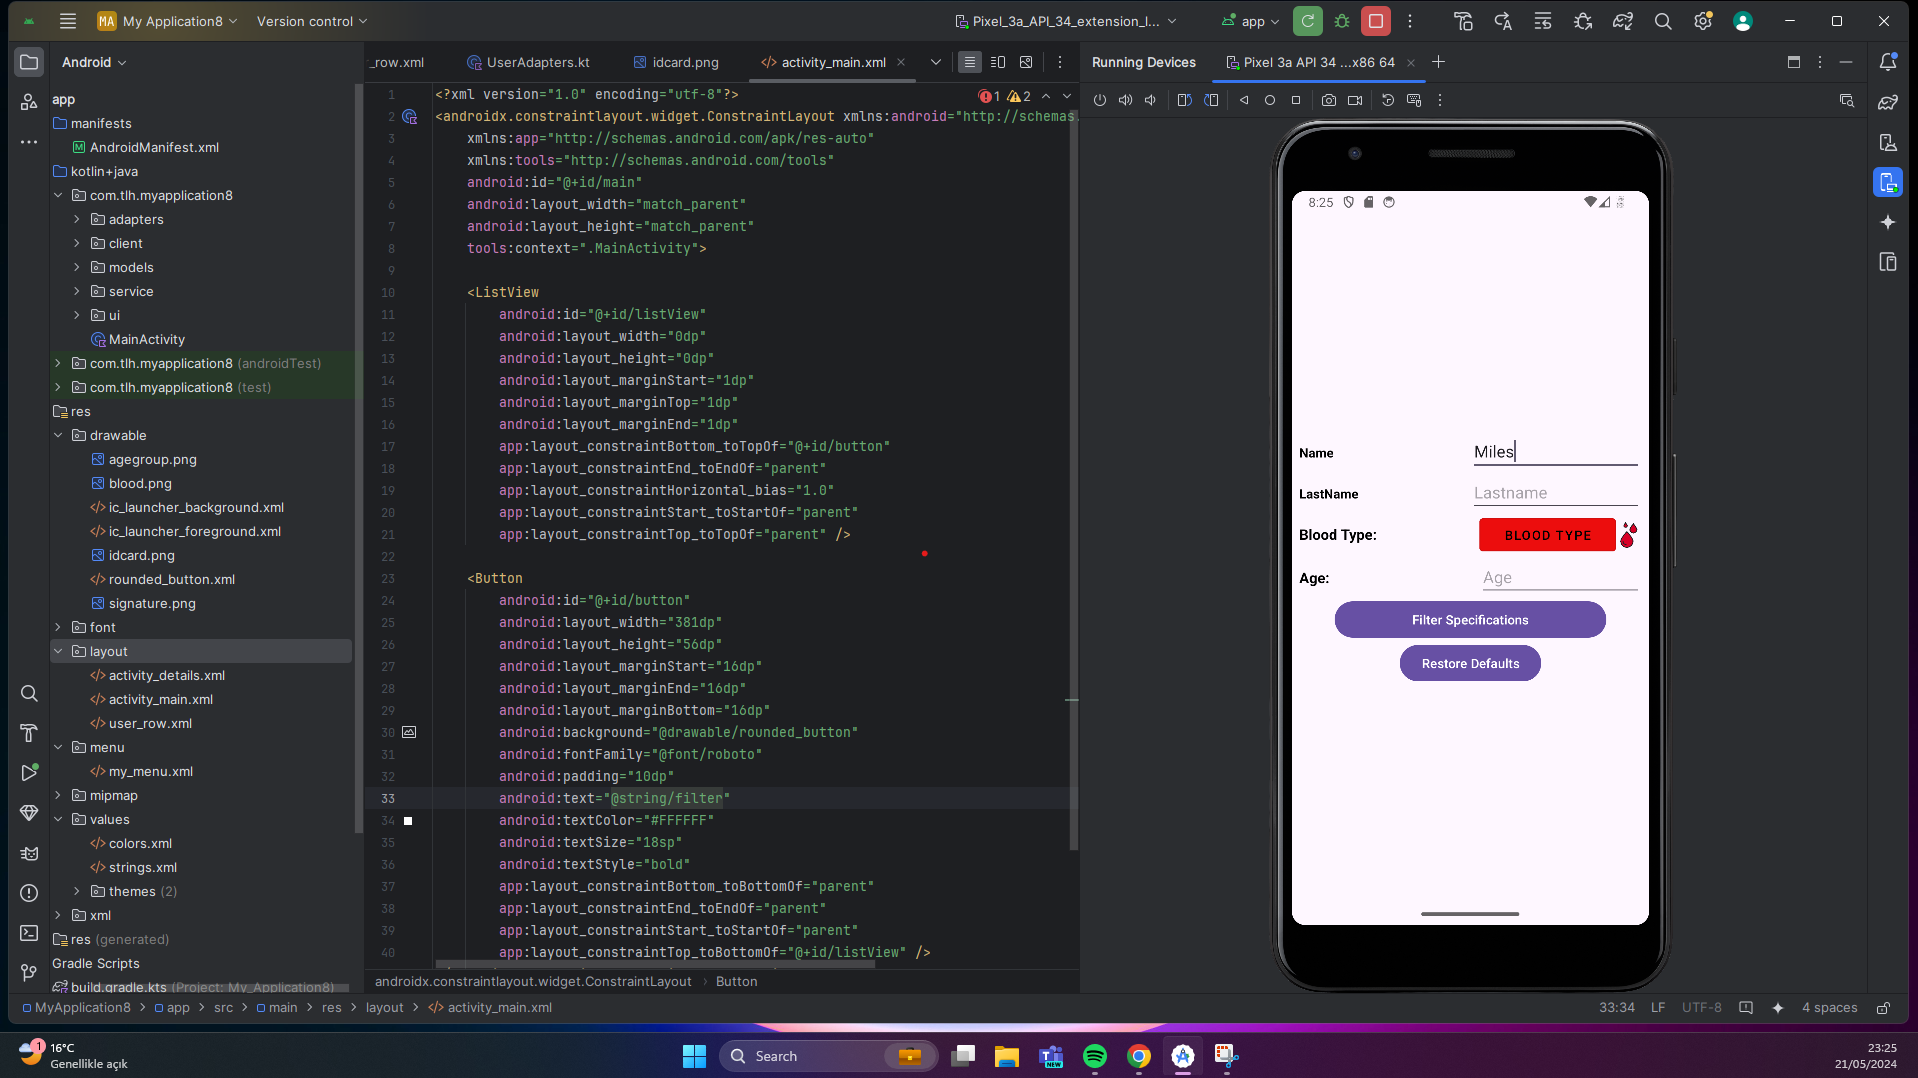 MA My Application8 Version control Pixel_3a_API_34_extension_l... app
Android
app
manifests
AndroidManifest.xml
kotlin+java
com.tlh.myapplication8
adapters
client
models
service
ui
MainActivity
com.tlh.myapplication8 (androidTest)
com.tlh.myapplication8 (test)
res
drawable
agegroup.png
blood.png
ic_launcher_background.xml
ic_launcher_foreground.xml
idcard.png
rounded_button.xml
signature.png
font
layout
activity_details.xml
activity_main.xml
user_row.xml
menu
my_menu.xml
mipmap
values
colors.xml
strings.xml
themes (2)
xml
res (generated)
Gradle Scripts
build.gradle.kts (Project: My_Application8)
_row.xml UserAdapters.kt idcard.png activity_main.xml
1 2
1 <?xml version="1.0" encoding="utf-8"?>
2 <androidx.constraintlayout.widget.ConstraintLayout xmlns:android="http://schemas.
3 xmlns:app="http://schemas.android.com/apk/res-auto"
4 xmlns:tools="http://schemas.android.com/tools"
5 android:id="@+id/main"
6 android:layout_width="match_parent"
7 android:layout_height="match_parent"
8 tools:context=".MainActivity">
9
10 <ListView
11 android:id="@+id/listView"
12 android:layout_width="0dp"
13 android:layout_height="0dp"
14 android:layout_marginStart="1dp"
15 android:layout_marginTop="1dp"
16 android:layout_marginEnd="1dp"
17 app:layout_constraintBottom_toTopOf="@+id/button"
18 app:layout_constraintEnd_toEndOf="parent"
19 app:layout_constraintHorizontal_bias="1.0"
20 app:layout_constraintStart_toStartOf="parent"
21 app:layout_constraintTop_toTopOf="parent" />
22
23 <Button
24 android:id="@+id/button"
25 android:layout_width="381dp"
26 android:layout_height="56dp"
27 android:layout_marginStart="16dp"
28 android:layout_marginEnd="16dp"
29 android:layout_marginBottom="16dp"
30 android:background="@drawable/rounded_button"
31 android:fontFamily="@font/roboto"
32 android:padding="10dp"
33 android:text="@string/filter"
34 android:textColor="#FFFFFF"
35 android:textSize="18sp"
36 android:textStyle="bold"
37 app:layout_constraintBottom_toBottomOf="parent"
38 app:layout_constraintEnd_toEndOf="parent"
39 app:layout_constraintStart_toStartOf="parent"
40 app:layout_constraintTop_toBottomOf="@+id/listView" />
androidx.constraintlayout.widget.ConstraintLayout Button
Running Devices Pixel 3a API 34 ...x86 64
8:25
Name Miles
LastName Lastname
Blood Type: BLOOD TYPE
Age: Age
Filter Specifications
Restore Defaults
MyApplication8 app src main res layout activity_main.xml
33:34 LF UTF-8 4 spaces
1 16°C
Genellikle açık
Search
NEW
23:25
21/05/2024